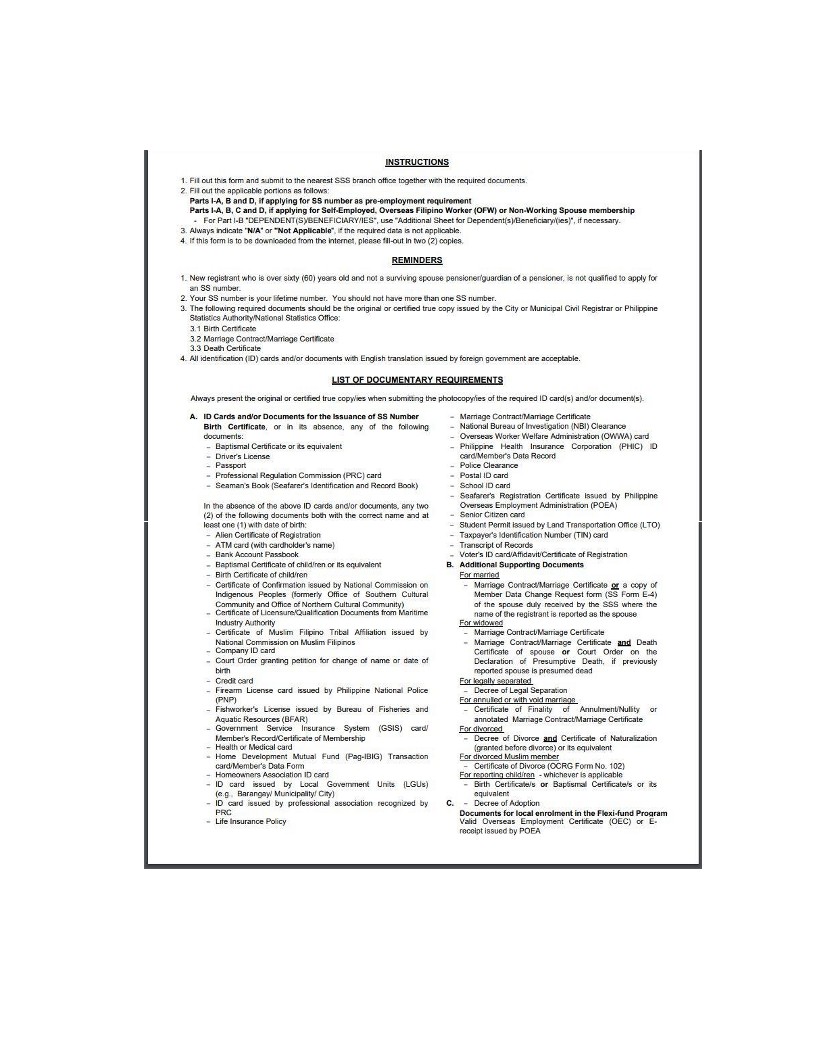 INSTRUCTIONS
1. Fill out this form and submit to the nearest SSS branch office together with the required documents.
2. Fill out the applicable portions as follows:
Parts I-A, B and D, if applying for SS number as pre-employment requirement
Parts I-A, B, C and D, if applying for Self-Employed, Overseas Filipino Worker (OFW) or Non-Working Spouse membership
- For Part I-B "DEPENDENT(S)/BENEFICIARY/IES", use "Additional Sheet for Dependent(s)/Beneficiary/(ies)", if necessary.
3. Always indicate "N/A" or "Not Applicable", if the required data is not applicable.
4. If this form is to be downloaded from the internet, please fill-out in two (2) copies.
REMINDERS
1. New registrant who is over sixty (60) years old and not a surviving spouse pensioner/guardian of a pensioner, is not qualified to apply for
an SS number.
2. Your SS number is your lifetime number. You should not have more than one SS number.
3. The following required documents should be the original or certified true copy issued by the City or Municipal Civil Registrar or Philippine
Statistics Authority/National Statistics Office:
3.1 Birth Certificate
3.2 Marriage Contract/Marriage Certificate
3.3 Death Certificate
4. All identification (ID) cards and/or documents with English translation issued by foreign government are acceptable.
LIST OF DOCUMENTARY REQUIREMENTS
Always present the original or certified true copy/ies when submitting the photocopy/ies of the required ID card(s) and/or document(s).
A. ID Cards and/or Documents for the Issuance of SS Number
Birth Certificate, or in its absence, any of the following
documents:
– Baptismal Certificate or its equivalent
– Driver's License
– Passport
– Professional Regulation Commission (PRC) card
– Seaman's Book (Seafarer's Identification and Record Book)
In the absence of the above ID cards and/or documents, any two
(2) of the following documents both with the correct name and at
least one (1) with date of birth:
– Alien Certificate of Registration
– ATM card (with cardholder's name)
– Bank Account Passbook
– Baptismal Certificate of child/ren or its equivalent
– Birth Certificate of child/ren
– Certificate of Confirmation issued by National Commission on
Indigenous Peoples (formerly Office of Southern Cultural
Community and Office of Northern Cultural Community)
– Certificate of Licensure/Qualification Documents from Maritime
Industry Authority
– Certificate of Muslim Filipino Tribal Affiliation issued by
National Commission on Muslim Filipinos
– Company ID card
– Court Order granting petition for change of name or date of
birth
– Credit card
– Firearm License card issued by Philippine National Police
(PNP)
– Fishworker's License issued by Bureau of Fisheries and
Aquatic Resources (BFAR)
– Government Service Insurance System (GSIS) card/
Member's Record/Certificate of Membership
– Health or Medical card
– Home Development Mutual Fund (Pag-IBIG) Transaction
card/Member's Data Form
– Homeowners Association ID card
– ID card issued by Local Government Units (LGUs)
(e.g., Barangay/ Municipality/ City)
– ID card issued by professional association recognized by
PRC
– Life Insurance Policy
– Marriage Contract/Marriage Certificate
– National Bureau of Investigation (NBI) Clearance
– Overseas Worker Welfare Administration (OWWA) card
– Philippine Health Insurance Corporation (PHIC) ID
card/Member's Data Record
– Police Clearance
– Postal ID card
– School ID card
– Seafarer's Registration Certificate issued by Philippine
Overseas Employment Administration (POEA)
– Senior Citizen card
– Student Permit issued by Land Transportation Office (LTO)
– Taxpayer's Identification Number (TIN) card
– Transcript of Records
– Voter's ID card/Affidavit/Certificate of Registration
B. Additional Supporting Documents
For married
– Marriage Contract/Marriage Certificate or a copy of
Member Data Change Request form (SS Form E-4)
of the spouse duly received by the SSS where the
name of the registrant is reported as the spouse
For widowed
– Marriage Contract/Marriage Certificate
– Marriage Contract/Marriage Certificate and Death
Certificate of spouse or Court Order on the
Declaration of Presumptive Death, if previously
reported spouse is presumed dead
For legally separated
– Decree of Legal Separation
For annulled or with void marriage
– Certificate of Finality of Annulment/Nullity or
annotated Marriage Contract/Marriage Certificate
For divorced
– Decree of Divorce and Certificate of Naturalization
(granted before divorce) or its equivalent
For divorced Muslim member
– Certificate of Divorce (OCRG Form No. 102)
For reporting child/ren - whichever is applicable
– Birth Certificate/s or Baptismal Certificate/s or its
equivalent
C. – Decree of Adoption
Documents for local enrolment in the Flexi-fund Program
Valid Overseas Employment Certificate (OEC) or E-
receipt issued by POEA